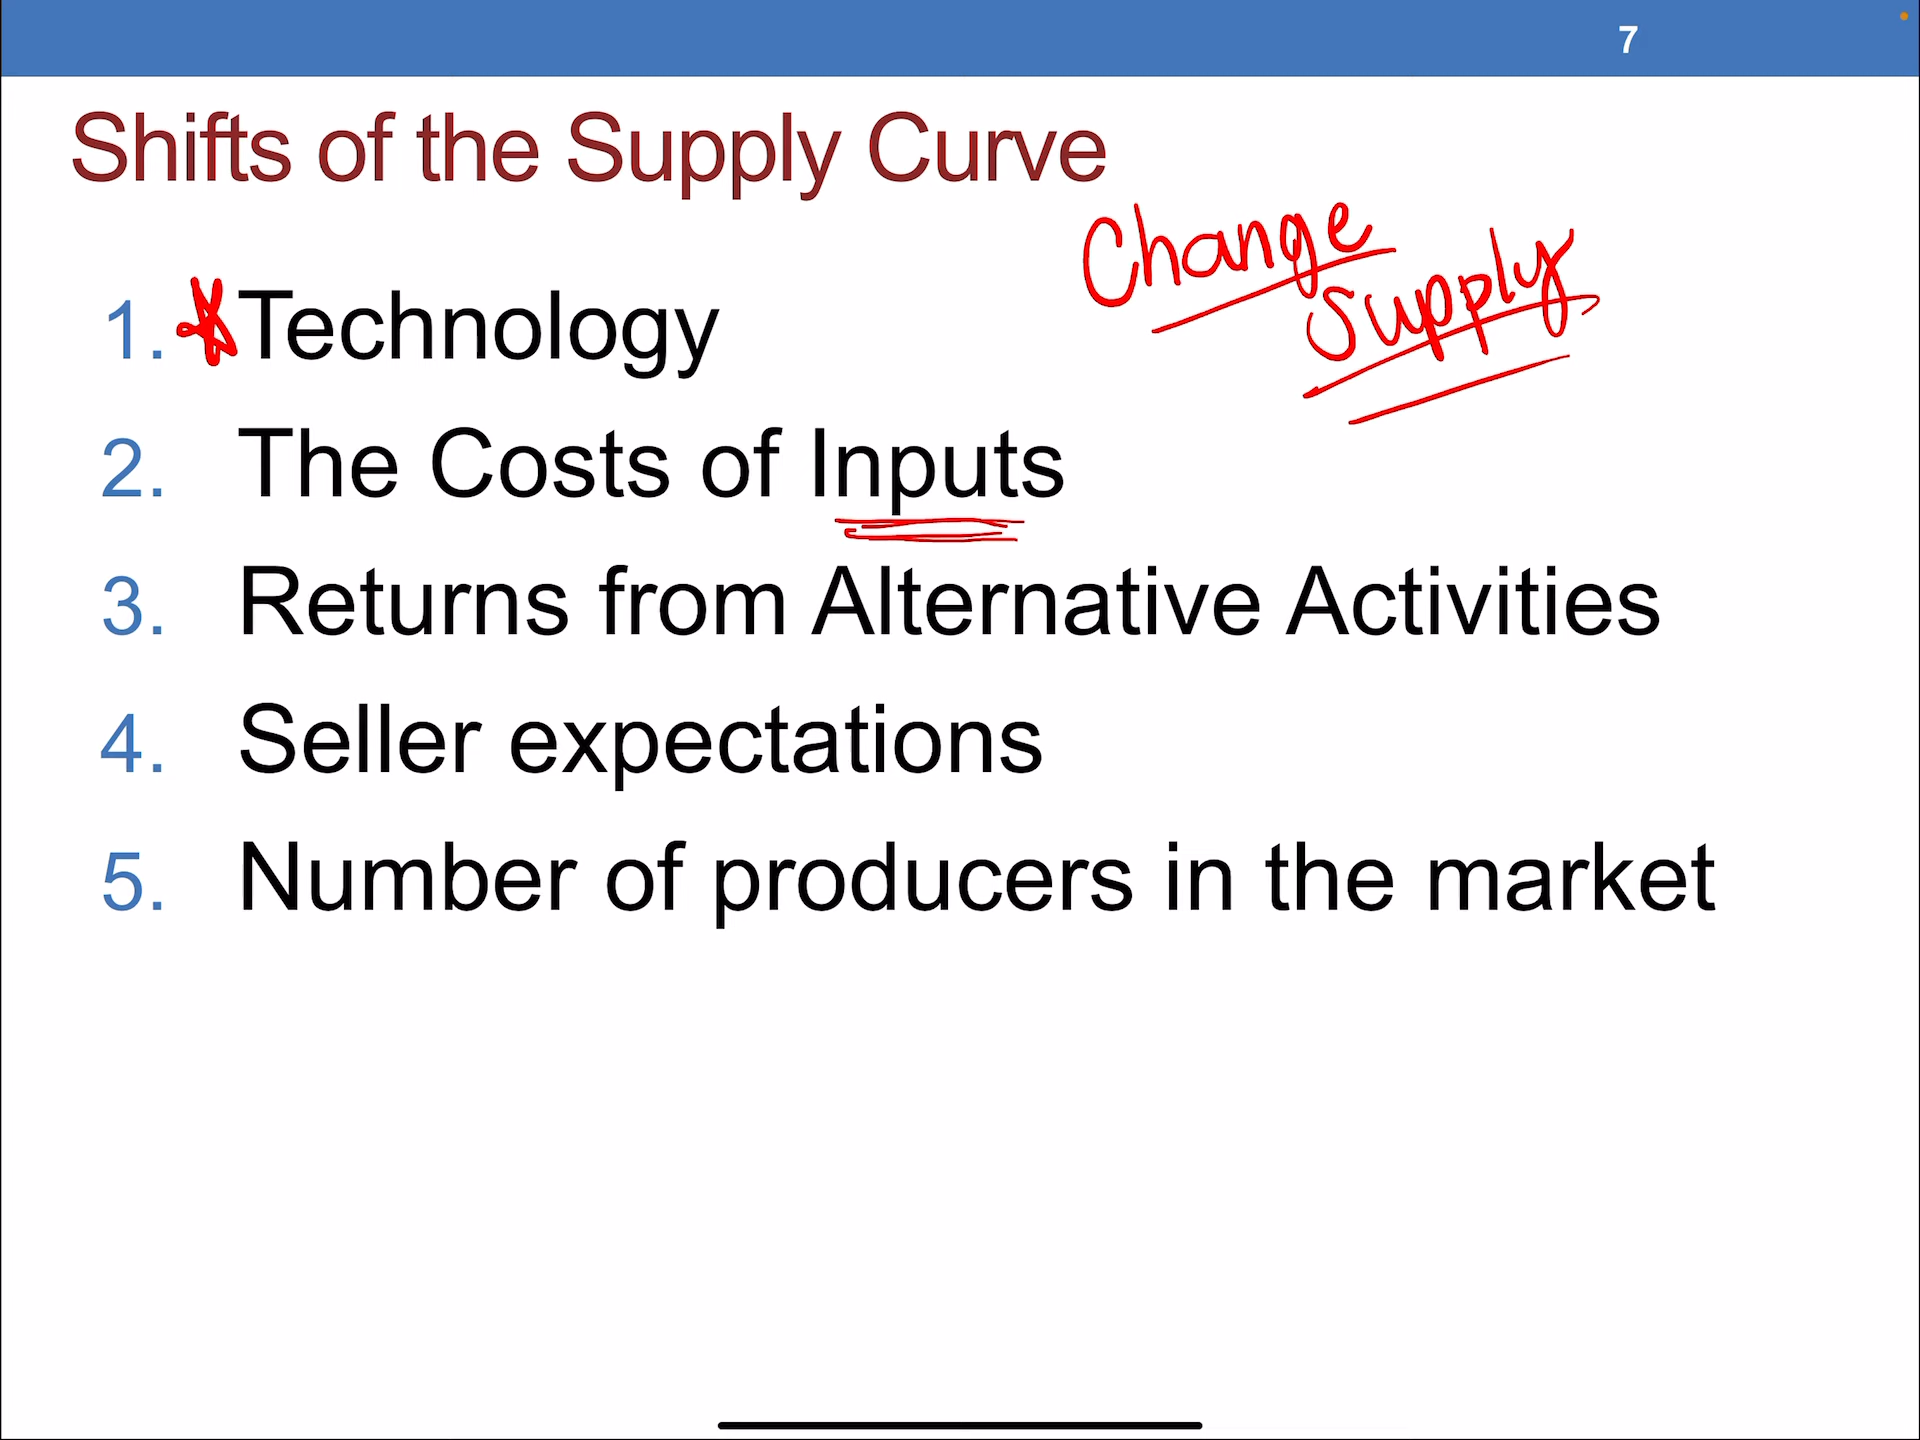 7
Shifts of the Supply Curve
Change
Supply
1. Technology
2. The Costs of Inputs
3. Returns from Alternative Activities
4. Seller expectations
5. Number of producers in the market